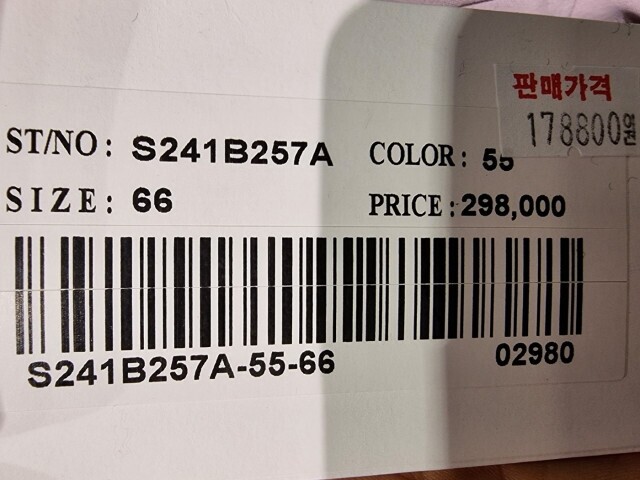 판매가격
178800원
ST/NO: S241B257A COLOR: 55
SIZE: 66 PRICE: 298,000
S241B257A-55-66 02980